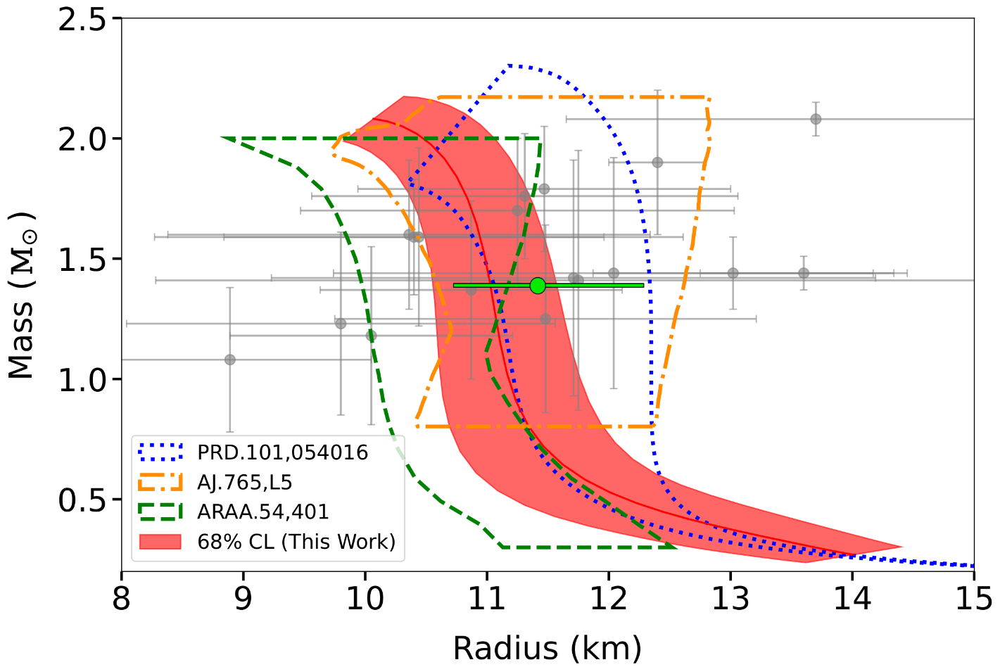 2.5
2.0
1.5
1.0
0.5
Mass (M☉)
PRD.101,054016
AJ.765,L5
ARAA.54,401
68% CL (This Work)
8 9 10 11 12 13 14 15
Radius (km)